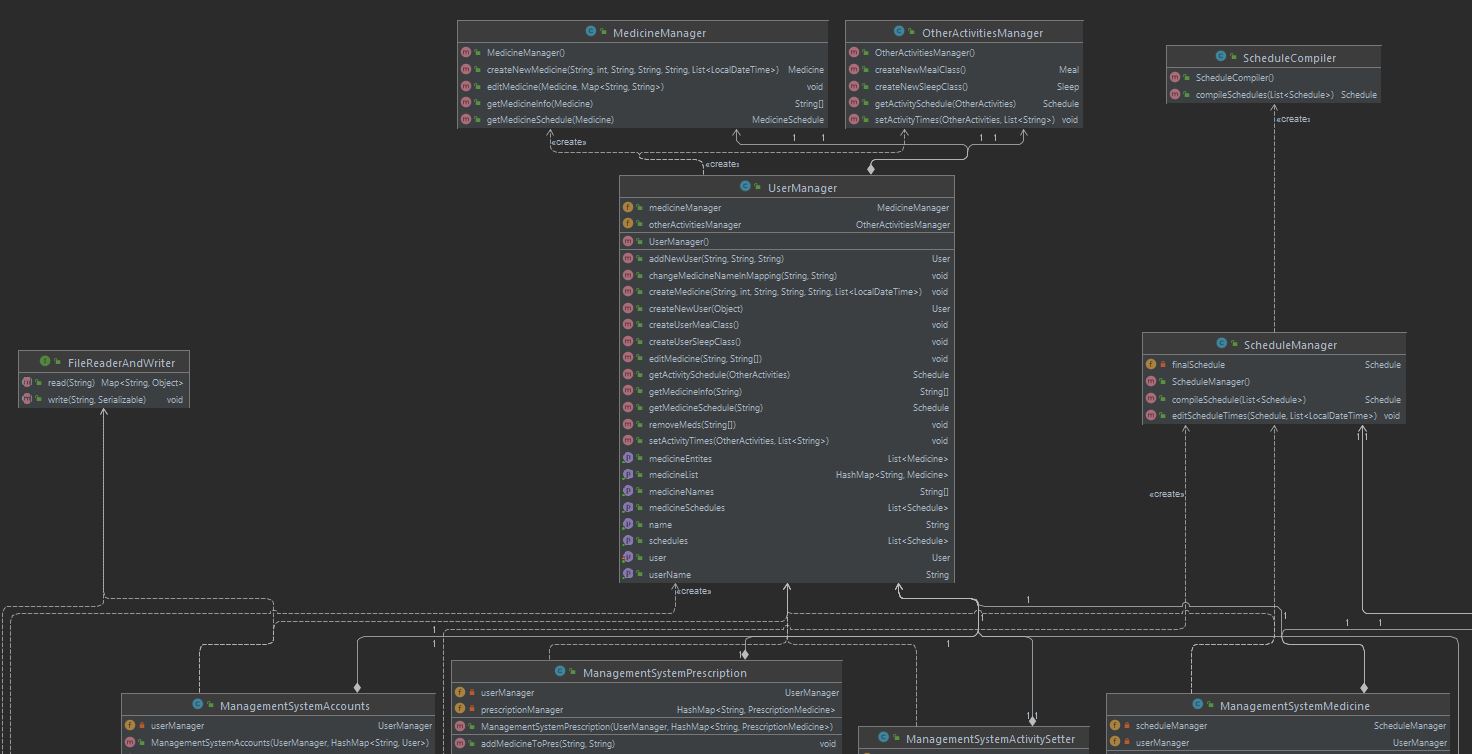 MedicineManager
MedicineManager()
createNewMedicine(String, int, String, String, String, List<LocalDateTime>) Medicine
editMedicine(Medicine, Map<String, String>) void
getMedicineInfo(Medicine) String[]
getMedicineSchedule(Medicine) MedicineSchedule
OtherActivitiesManager
OtherActivitiesManager()
createNewMealClass() Meal
createNewSleepClass() Sleep
getActivitySchedule(OtherActivities) Schedule
setActivityTimes(OtherActivities, List<String>) void
ScheduleCompiler
ScheduleCompiler()
compileSchedules(List<Schedule>) Schedule
«create»
«create»
1 1
1 1
«create»
UserManager
medicineManager MedicineManager
otherActivitiesManager OtherActivitiesManager
UserManager()
addNewUser(String, String, String) User
changeMedicineNameInMapping(String, String) void
createMedicine(String, int, String, String, String, List<LocalDateTime>) void
createNewUser(Object) User
createUserMealClass() void
createUserSleepClass() void
editMedicine(String, String[]) void
getActivitySchedule(OtherActivities) Schedule
getMedicineInfo(String) String[]
getMedicineSchedule(String) Schedule
removeMeds(String[]) void
setActivityTimes(OtherActivities, List<String>) void
medicineEntites List<Medicine>
medicineList HashMap<String, Medicine>
medicineNames String[]
medicineSchedules List<Schedule>
name String
schedules List<Schedule>
user User
userName String
FileReaderAndWriter
read(String) Map<String, Object>
write(String, Serializable) void
ScheduleManager
finalSchedule Schedule
ScheduleManager()
compileSchedule(List<Schedule>) Schedule
editScheduleTimes(Schedule, List<LocalDateTime>) void
1 1
«create»
«create»
1
1
1
1 1
1
1
1
1
ManagementSystemPrescription
userManager UserManager
prescriptionManager HashMap<String, PrescriptionMedicine>
ManagementSystemPrescription(UserManager, HashMap<String, PrescriptionMedicine>)
addMedicineToPres(String, String) void
ManagementSystemAccounts
userManager UserManager
ManagementSystemAccounts(UserManager, HashMap<String, User>)
1 1
ManagementSystemActivitySetter
ManagementSystemMedicine
scheduleManager ScheduleManager
userManager UserManager